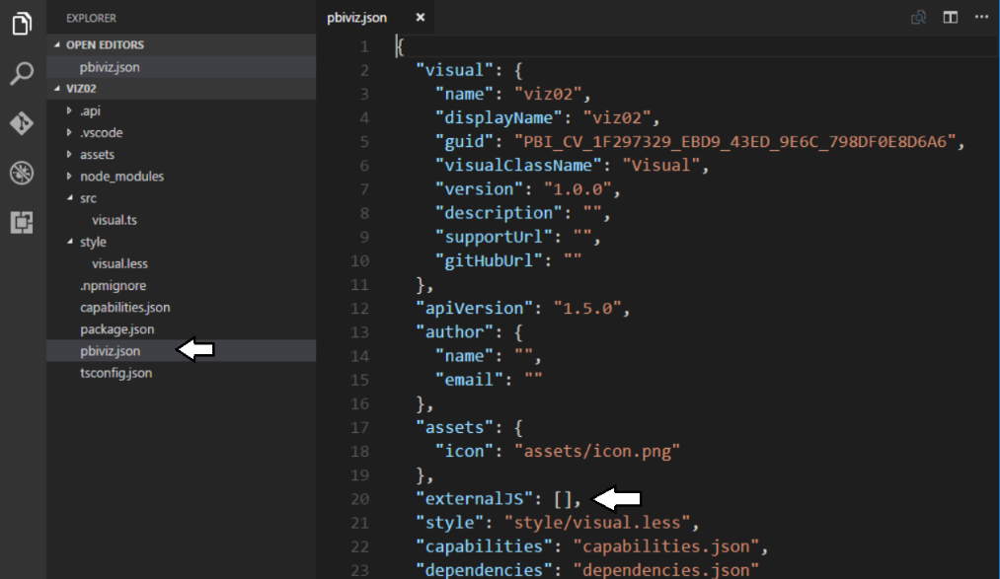 EXPLORER
OPEN EDITORS
pbiviz.json
VIZ02
.api
.vscode
assets
node_modules
src
visual.ts
style
visual.less
.npmignore
capabilities.json
package.json
pbiviz.json
tsconfig.json
pbiviz.json
1 {
2 "visual": {
3 "name": "viz02",
4 "displayName": "viz02",
5 "guid": "PBI_CV_1F297329_EBD9_43ED_9E6C_798DF0E8D6A6",
6 "visualClassName": "Visual",
7 "version": "1.0.0",
8 "description": "",
9 "supportUrl": "",
10 "gitHubUrl": ""
11 },
12 "apiVersion": "1.5.0",
13 "author": {
14 "name": "",
15 "email": ""
16 },
17 "assets": {
18 "icon": "assets/icon.png"
19 },
20 "externalJS": [],
21 "style": "style/visual.less",
22 "capabilities": "capabilities.json",
23 "dependencies": "dependencies.json"